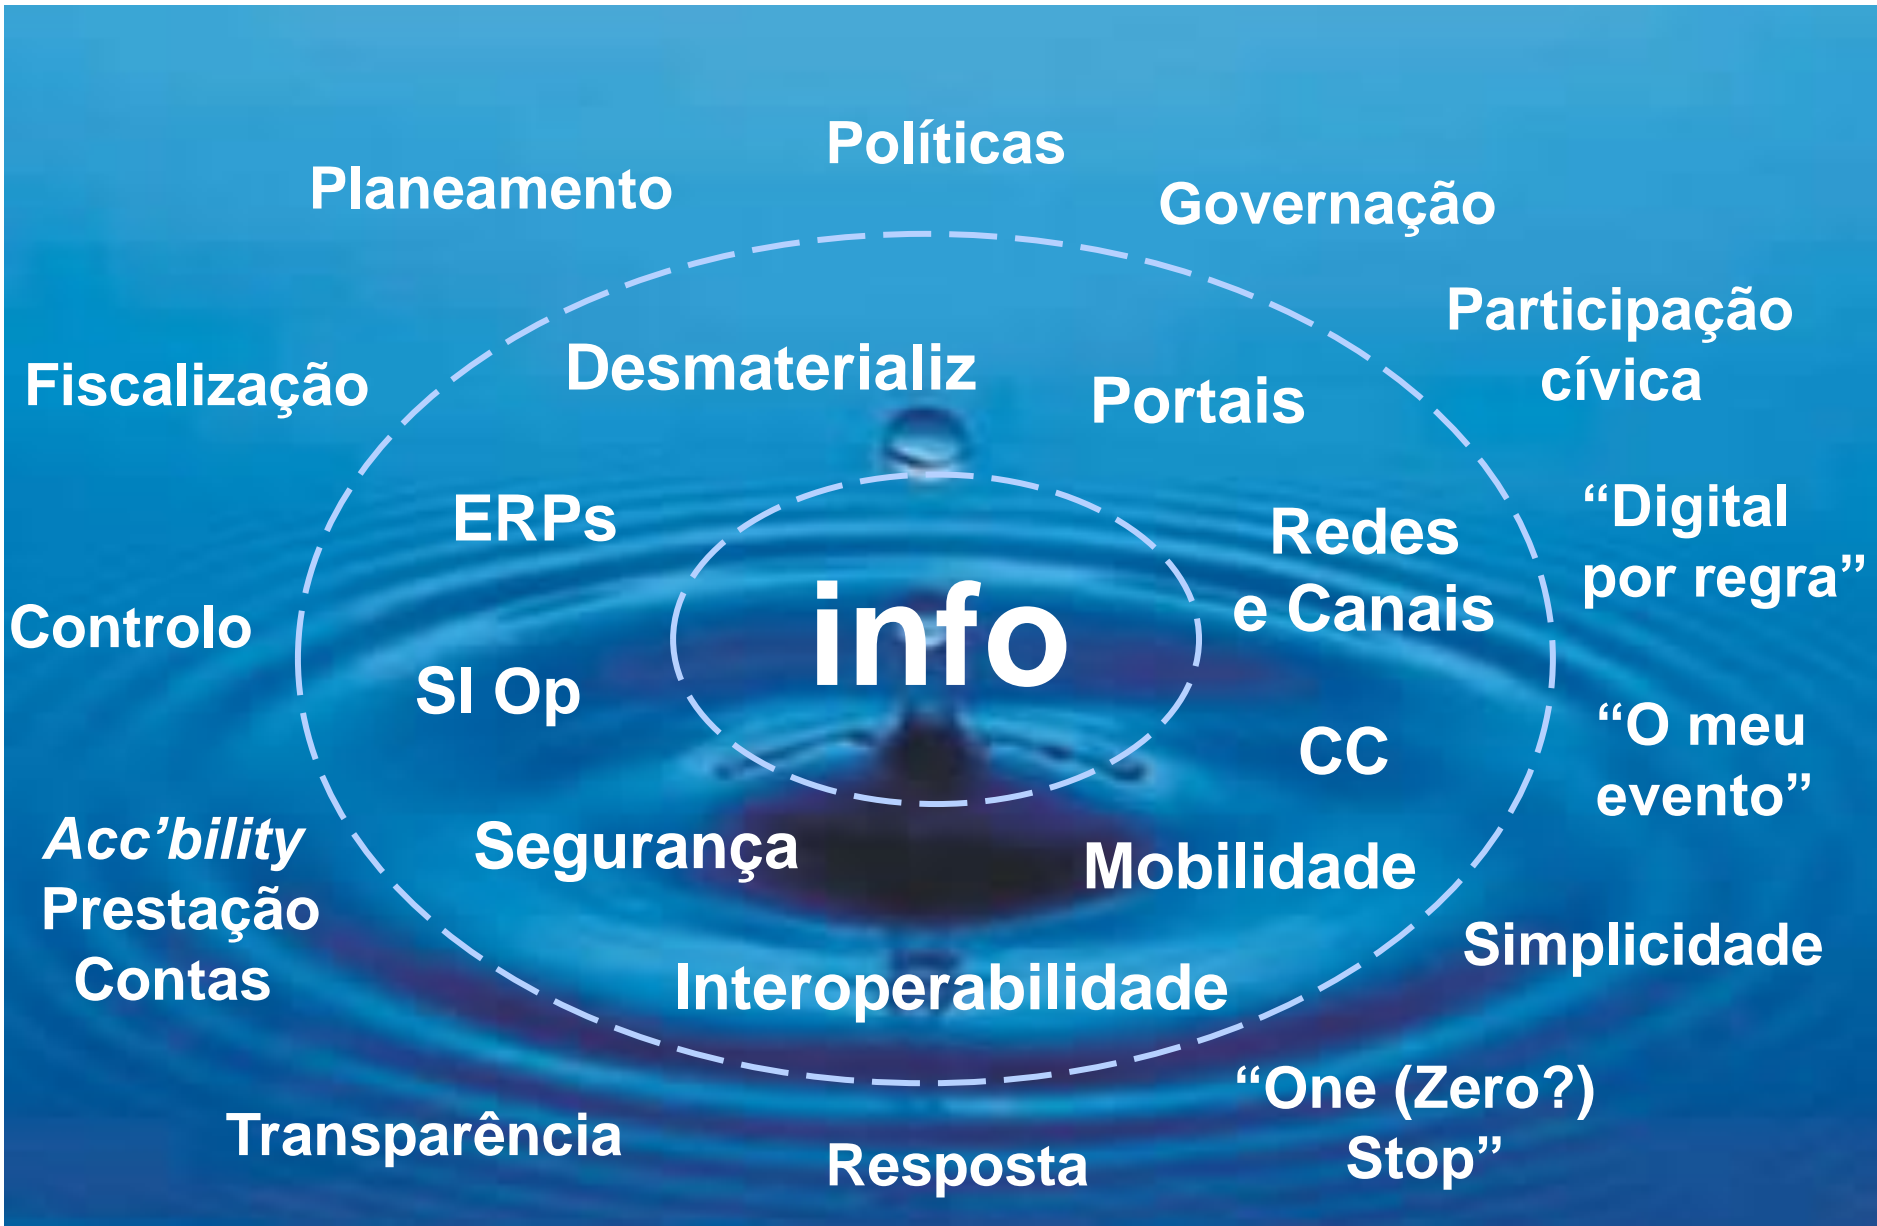 Políticas
Planeamento
Governação
Participação
cívica
Fiscalização
Desmaterializ
Portais
ERPs
Redes
e Canais
“Digital
por regra”
info
Controlo
SI Op
CC
“O meu
evento”
Acc’bility
Prestação
Contas
Segurança
Mobilidade
Simplicidade
Interoperabilidade
“One (Zero?)
Stop”
Transparência
Resposta